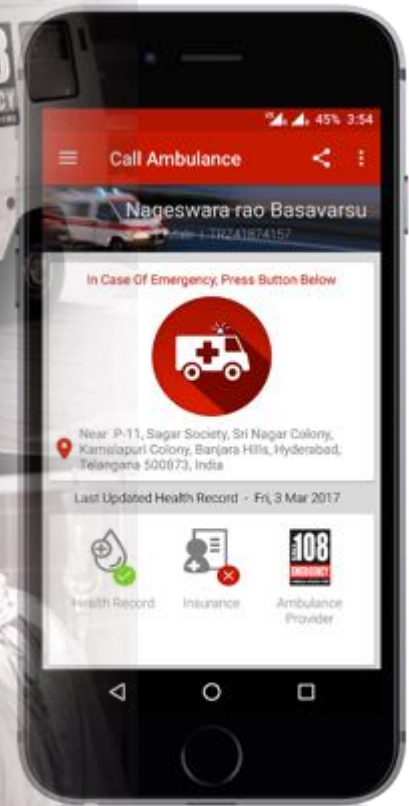 45% 3:54
Call Ambulance
Nageswara rao Basavarsu
TRZ41874157
In Case Of Emergency, Press Button Below
Near P-11, Sagar Society, Sri Nagar Colony,
Kamalapuri Colony, Banjara Hills, Hyderabad,
Telangana 500873, India
Last Updated Health Record - Fri, 3 Mar 2017
108
EMERGENCY
Health Record
Insurance
Ambulance
Provider